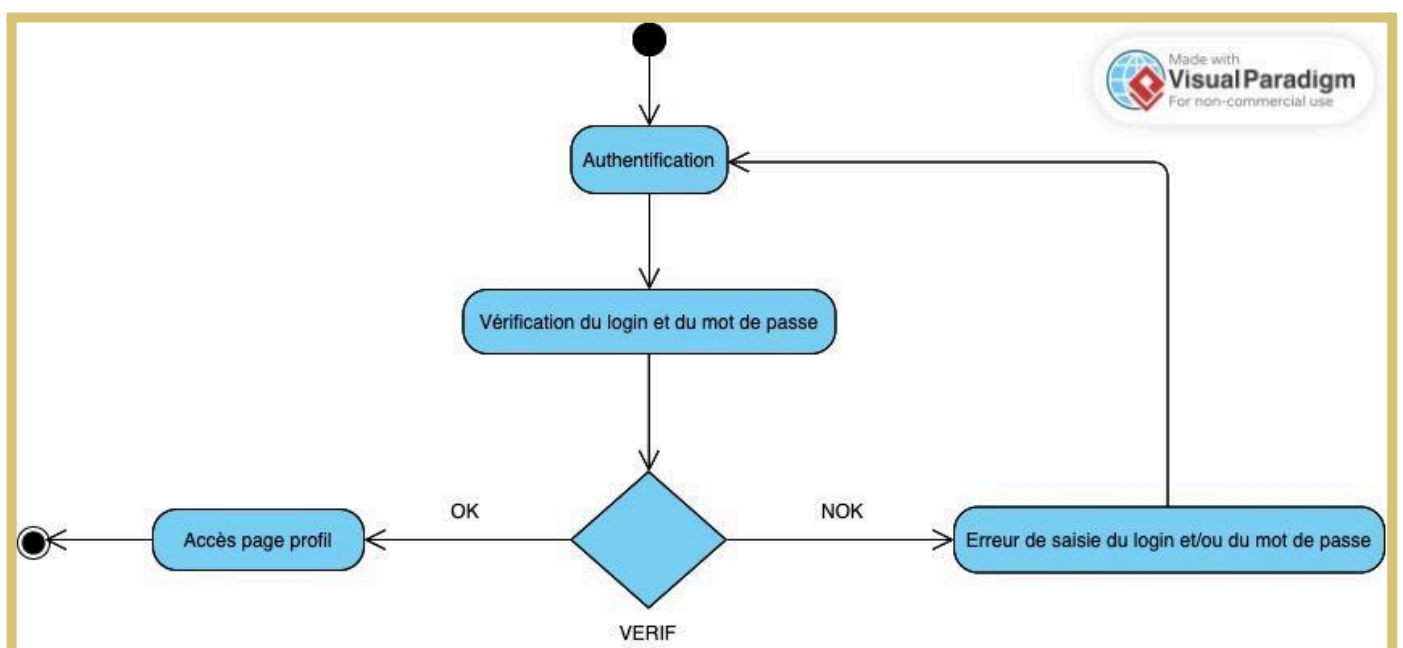 Made with
Visual Paradigm
For non-commercial use
Authentification
Vérification du login et du mot de passe
OK
NOK
Accès page profil
Erreur de saisie du login et/ou du mot de passe
VERIF